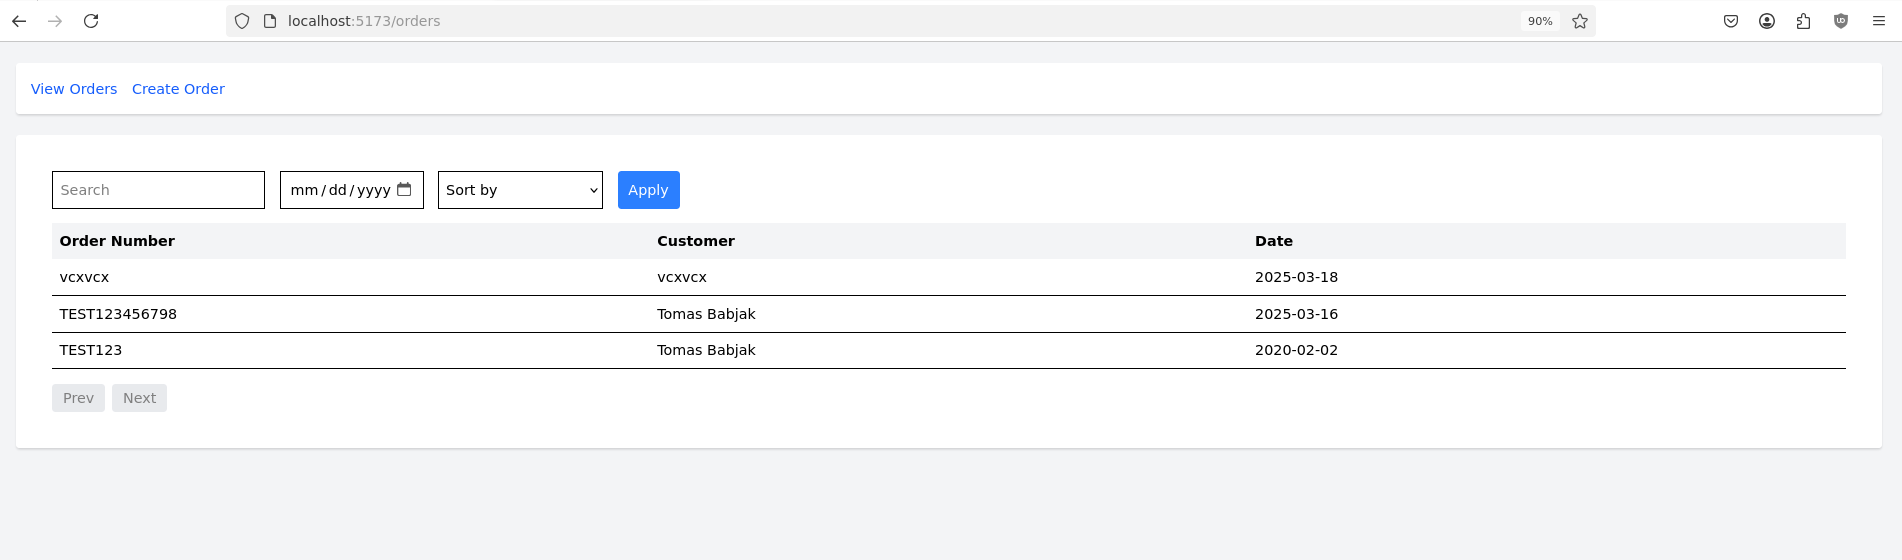 localhost:5173/orders 90%
View Orders Create Order
Search mm/dd/yyyy Sort by Apply
Order Number Customer Date
vcxvcx vcxvcx 2025-03-18
TEST123456798 Tomas Babjak 2025-03-16
TEST123 Tomas Babjak 2020-02-02
Prev Next